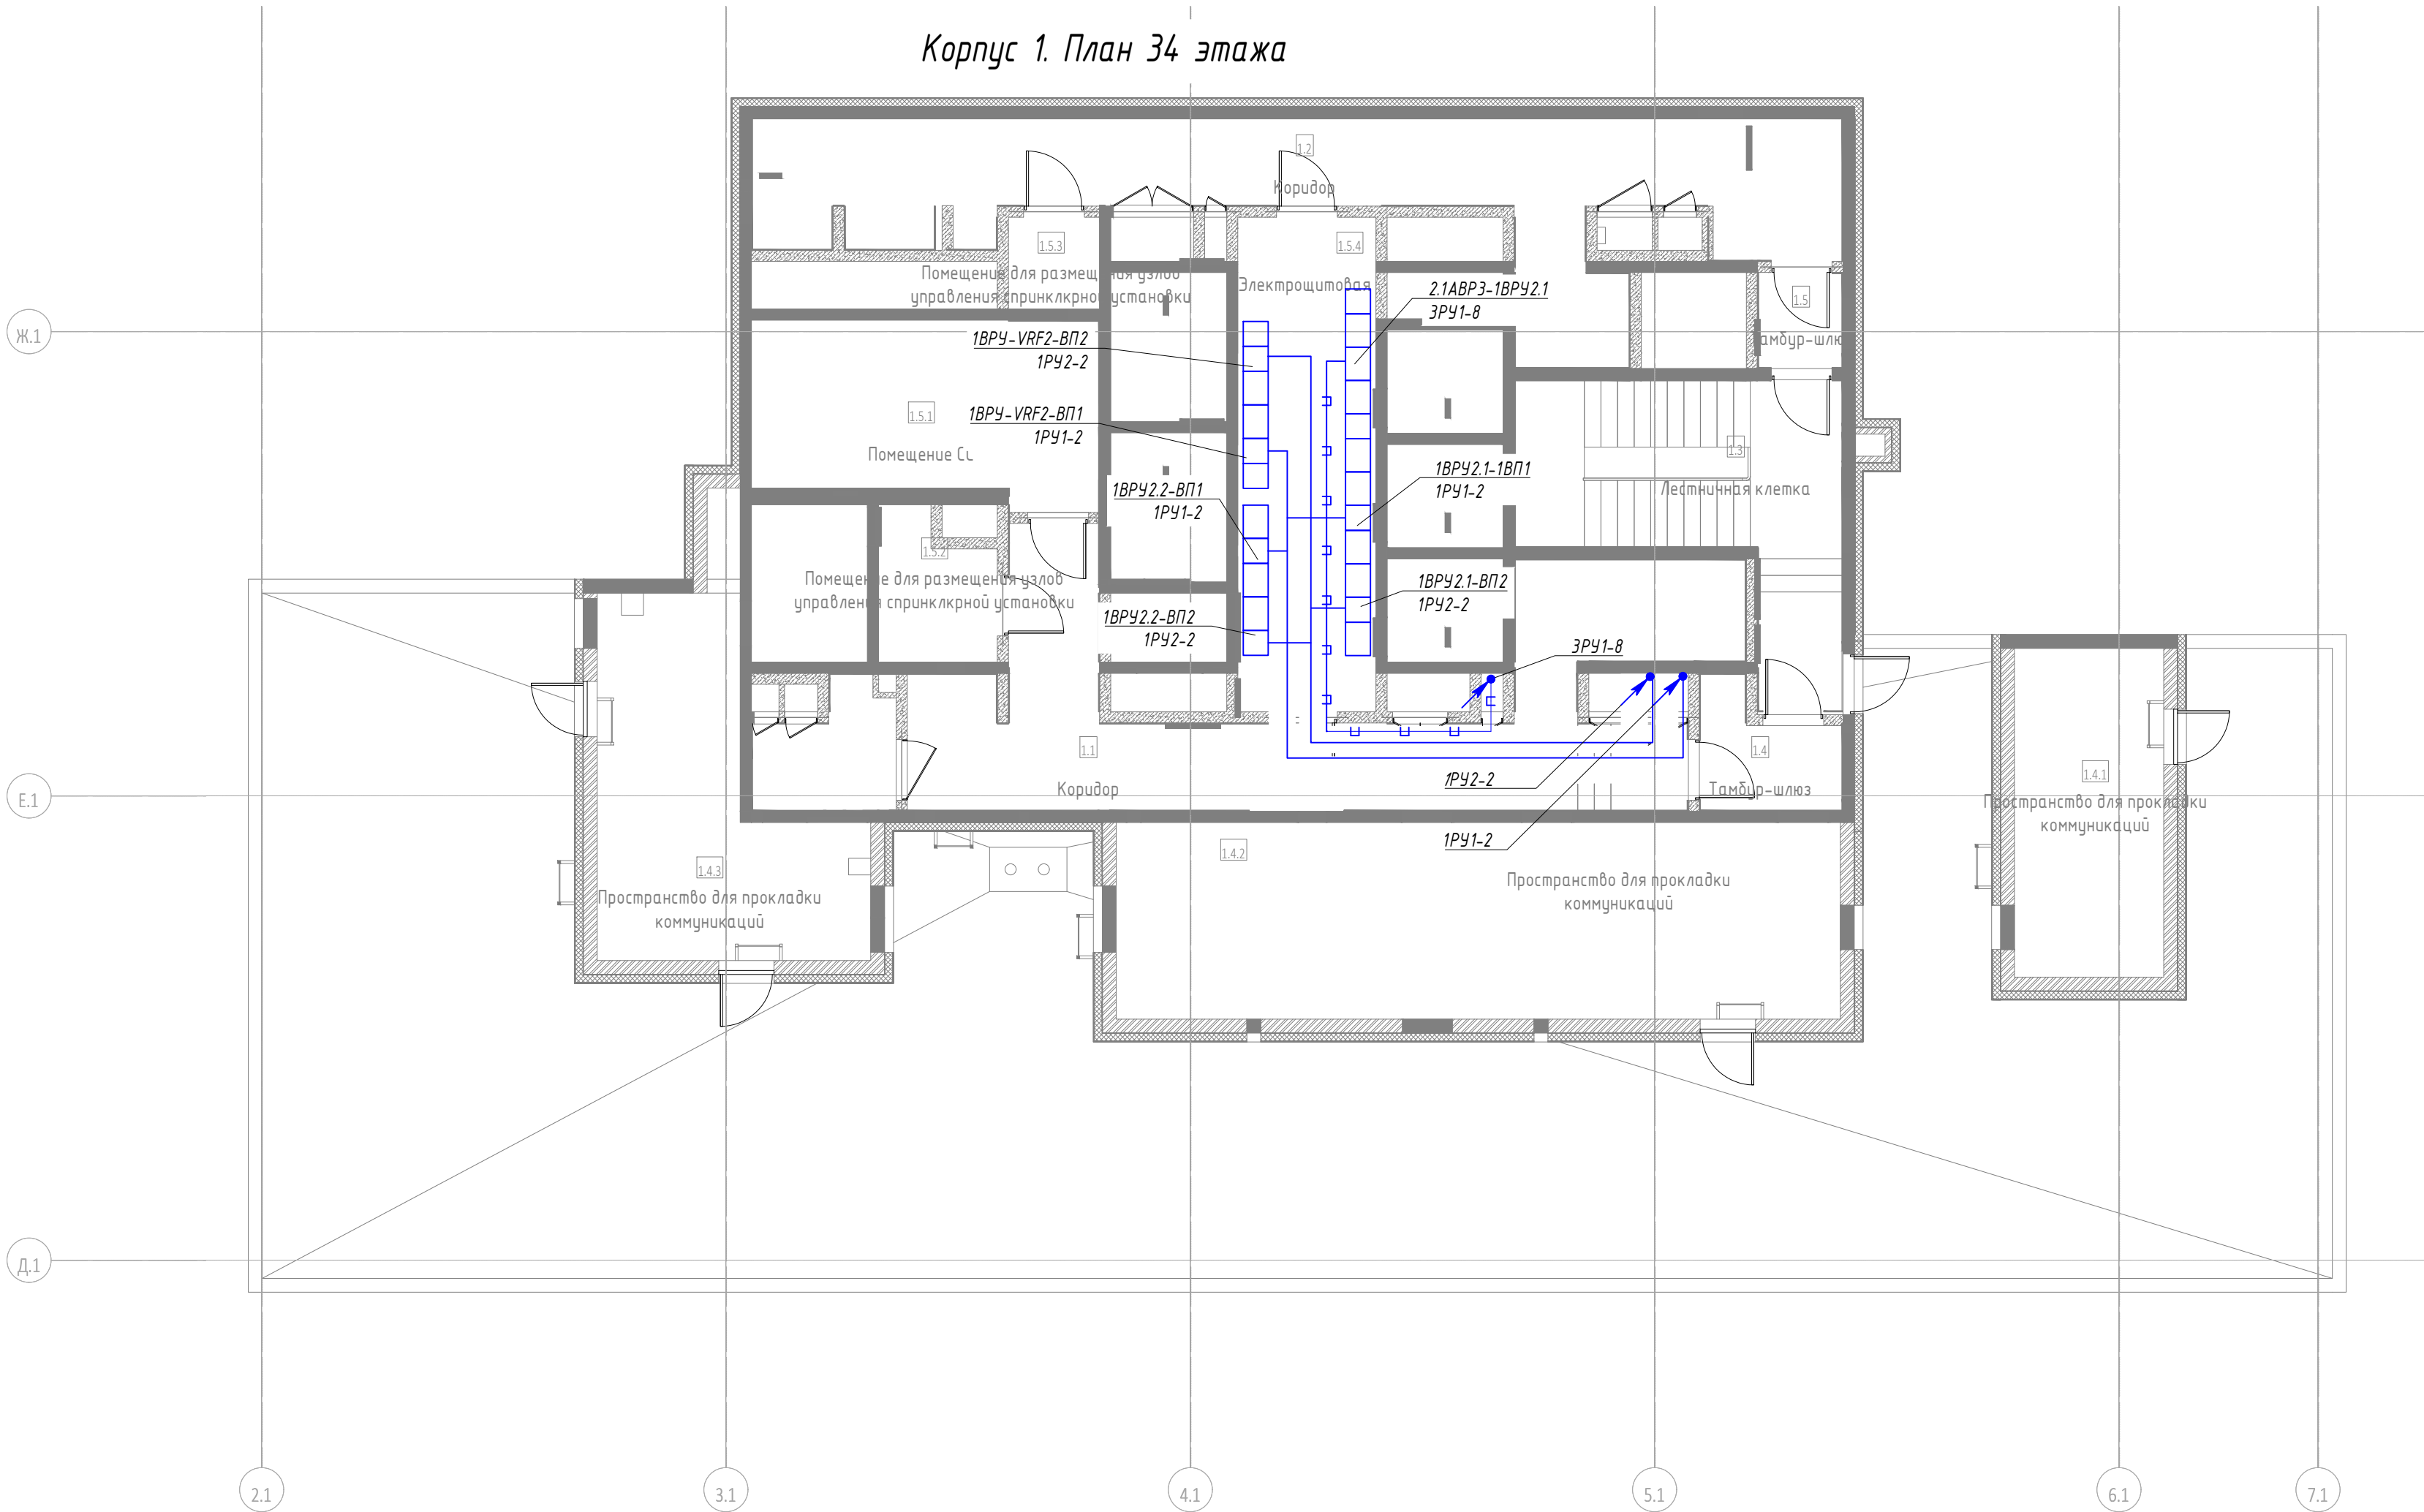 Корпус 1. План 34 этажа
1.2
Коридор
1.5.3
Помещение для размещения узлов
управления спринклкрной установки
1.5.4
Электрощитовая
2.1АВР3-1ВРУ2.1
3РУ1-8
1.5
Тамбур-шлюз
Ж.1
1ВРУ-VRF2-ВП2
1РУ2-2
1ВРУ-VRF2-ВП1
1РУ1-2
1.5.1
Помещение
1.3
Лестничная клетка
1ВРУ2.1-1ВП1
1РУ1-2
1ВРУ2.2-ВП1
1РУ1-2
1.5.2
Помещение для размещения узлов
управления спринклкрной установки
1ВРУ2.1-ВП2
1РУ2-2
1ВРУ2.2-ВП2
1РУ2-2
3РУ1-8
1.1
Коридор
1РУ2-2
1.4
Тамбур-шлюз
1.4.1
Пространство для прокладки
коммуникаций
Е.1
1РУ1-2
1.4.2
Пространство для прокладки
коммуникаций
1.4.3
Пространство для прокладки
коммуникаций
Д.1
2.1
3.1
4.1
5.1
6.1
7.1